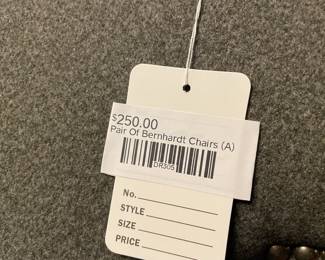 $250.00
Pair Of Bernhardt Chairs (A)
DR305
No.
STYLE
SIZE
PRICE